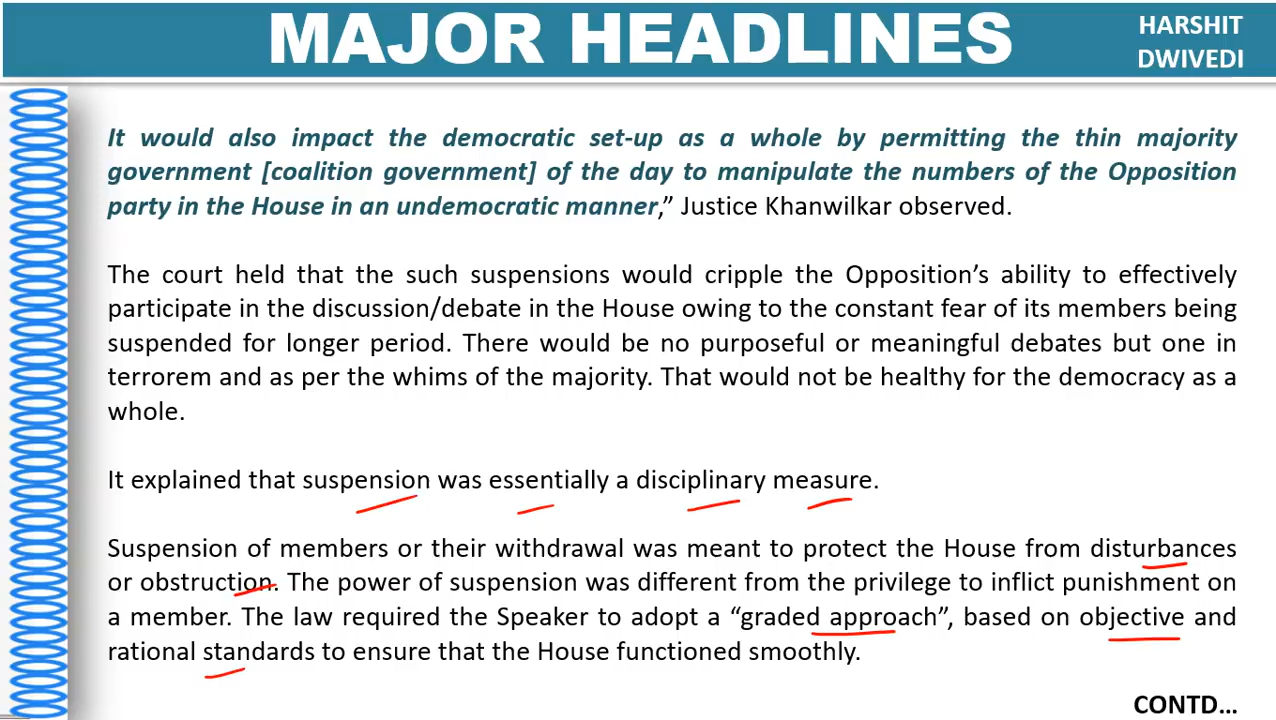 MAJOR HEADLINES
HARSHIT
DWIVEDI
It would also impact the democratic set-up as a whole by permitting the thin majority
government [coalition government] of the day to manipulate the numbers of the Opposition
party in the House in an undemocratic manner,” Justice Khanwilkar observed.
The court held that the such suspensions would cripple the Opposition’s ability to effectively
participate in the discussion/debate in the House owing to the constant fear of its members being
suspended for longer period. There would be no purposeful or meaningful debates but one in
terrorem and as per the whims of the majority. That would not be healthy for the democracy as a
whole.
It explained that suspension was essentially a disciplinary measure.
Suspension of members or their withdrawal was meant to protect the House from disturbances
or obstruction. The power of suspension was different from the privilege to inflict punishment on
a member. The law required the Speaker to adopt a “graded approach”, based on objective and
rational standards to ensure that the House functioned smoothly.
CONTD…